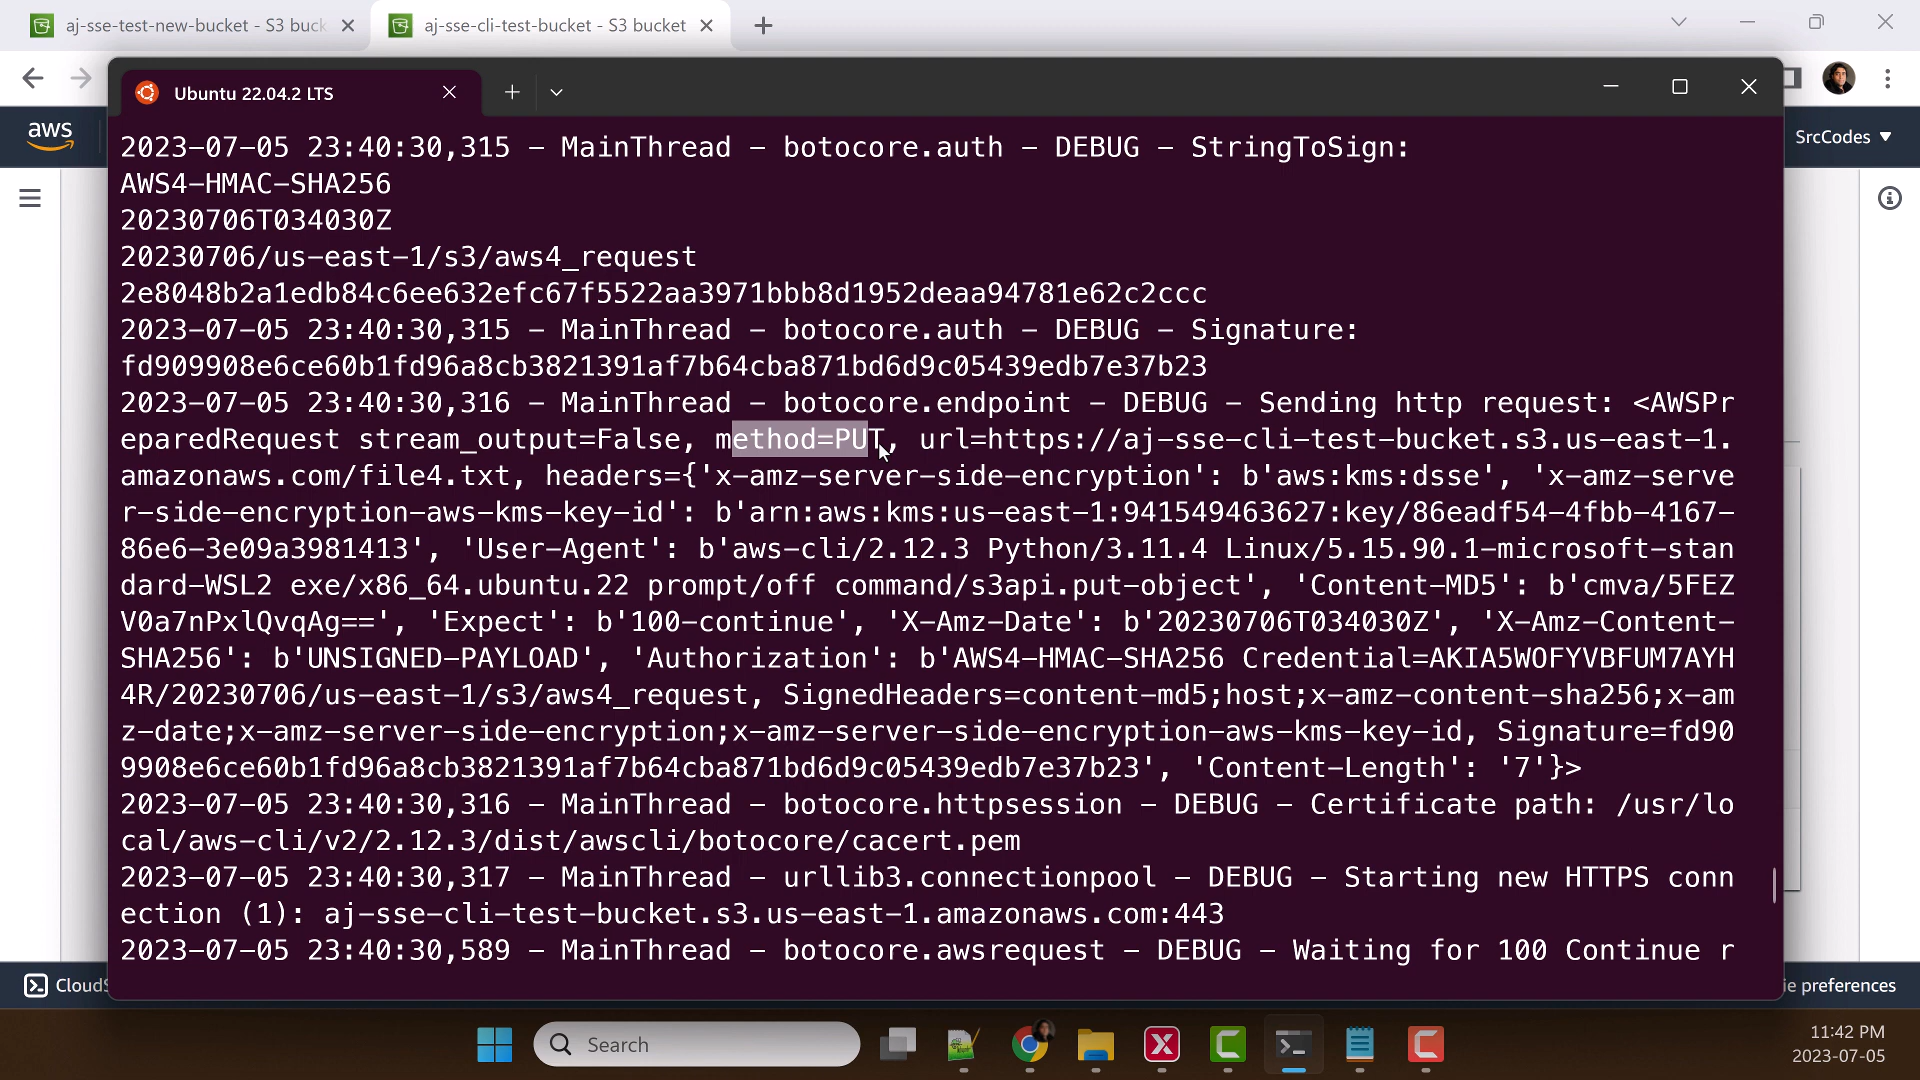 aj-sse-test-new-bucket - S3 buck
aj-sse-cli-test-bucket - S3 bucket
Ubuntu 22.04.2 LTS
aws
SrcCodes
2023-07-05 23:40:30,315 - MainThread - botocore.auth - DEBUG - StringToSign:
AWS4-HMAC-SHA256
20230706T034030Z
20230706/us-east-1/s3/aws4_request
2e8048b2a1edb84c6ee632efc67f5522aa3971bbb8d1952deaa94781e62c2ccc
2023-07-05 23:40:30,315 - MainThread - botocore.auth - DEBUG - Signature:
fd909908e6ce60b1fd96a8cb3821391af7b64cba871bd6d9c05439edb7e37b23
2023-07-05 23:40:30,316 - MainThread - botocore.endpoint - DEBUG - Sending http request: <AWSPr
eparedRequest stream_output=False, method=PUT, url=https://aj-sse-cli-test-bucket.s3.us-east-1.
amazonaws.com/file4.txt, headers={'x-amz-server-side-encryption': b'aws:kms:dsse', 'x-amz-serve
r-side-encryption-aws-kms-key-id': b'arn:aws:kms:us-east-1:941549463627:key/86eadf54-4fbb-4167-
86e6-3e09a3981413', 'User-Agent': b'aws-cli/2.12.3 Python/3.11.4 Linux/5.15.90.1-microsoft-stan
dard-WSL2 exe/x86_64.ubuntu.22 prompt/off command/s3api.put-object', 'Content-MD5': b'cmva/5FEZ
V0a7nPxlQvqAg==', 'Expect': b'100-continue', 'X-Amz-Date': b'20230706T034030Z', 'X-Amz-Content-
SHA256': b'UNSIGNED-PAYLOAD', 'Authorization': b'AWS4-HMAC-SHA256 Credential=AKIA5WOFYVBFUM7AYH
4R/20230706/us-east-1/s3/aws4_request, SignedHeaders=content-md5;host;x-amz-content-sha256;x-am
z-date;x-amz-server-side-encryption;x-amz-server-side-encryption-aws-kms-key-id, Signature=fd90
9908e6ce60b1fd96a8cb3821391af7b64cba871bd6d9c05439edb7e37b23', 'Content-Length': '7'}>
2023-07-05 23:40:30,316 - MainThread - botocore.httpsession - DEBUG - Certificate path: /usr/lo
cal/aws-cli/v2/2.12.3/dist/awscli/botocore/cacert.pem
2023-07-05 23:40:30,317 - MainThread - urllib3.connectionpool - DEBUG - Starting new HTTPS conn
ection (1): aj-sse-cli-test-bucket.s3.us-east-1.amazonaws.com:443
2023-07-05 23:40:30,589 - MainThread - botocore.awsrequest - DEBUG - Waiting for 100 Continue r
CloudS
ie preferences
Search
11:42 PM
2023-07-05